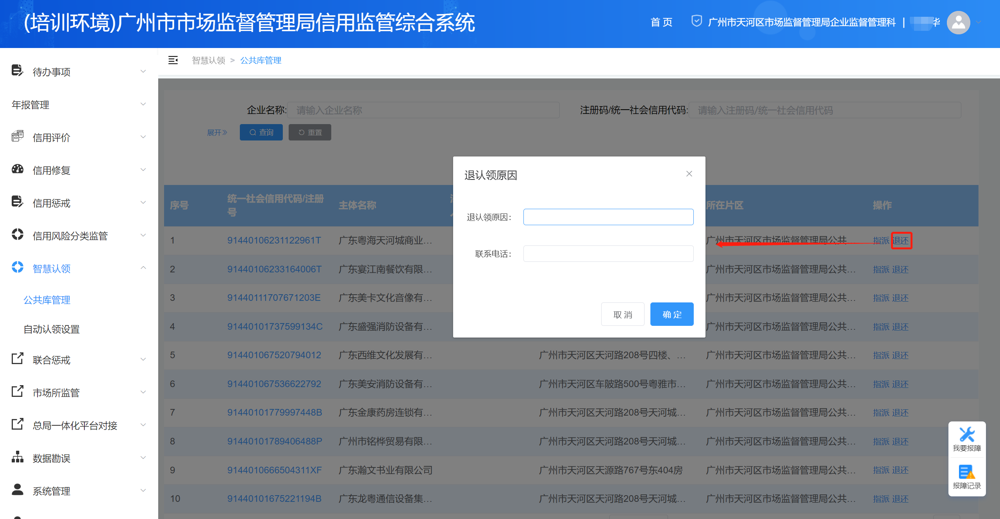 (培训环境)广州市市场监督管理局信用监管综合系统
首 页
广州市天河区市场监督管理局企业监督管理科 | 华
待办事项
年报管理
信用评价
信用修复
信用惩戒
信用风险分类监管
智慧认领
公共库管理
自动认领设置
联合惩戒
市场所监管
总局一体化平台对接
数据勘误
系统管理
智慧认领 > 公共库管理
企业名称: 请输入企业名称
注册码/统一社会信用代码: 请输入注册码/统一社会信用代码
展开 查询 重置
序号 统一社会信用代码/注册号 主体名称 所在片区 操作
1 91440106231122961T 广东粤海天河城商业... 广州市天河区市场监督管理局公共... 指派 退还
2 91440106233164006T 广东宴江南餐饮有限... 广州市天河区市场监督管理局公共... 指派 退还
3 91440111707671203E 广东美卡文化音像有... 广州市天河区市场监督管理局公共... 指派 退还
4 91440101737599134C 广东盛强消防设备有... 广州市天河区市场监督管理局公共... 指派 退还
5 914401067520794012 广东西维文化发展有... 广州市天河区天河路208号四楼、... 广州市天河区市场监督管理局公共... 指派 退还
6 914401067536622792 广东美安消防设备有... 广州市天河区车陂路500号粤雅市... 广州市天河区市场监督管理局公共... 指派 退还
7 91440101779997448B 广东金康药房连锁有... 广州市天河区天河路208号天河城... 广州市天河区市场监督管理局公共... 指派 退还
8 91440101789406488P 广州市铭桦贸易有限... 广州市天河区天河路208号天河城... 广州市天河区市场监督管理局公共... 指派 退还
9 9144010666504311XF 广东瀚文书业有限公司 广州市天河区天源路767号东404房 广州市天河区市场监督管理局公共... 指派 退还
10 91440101675221194B 广东龙粤通信设备集... 广州市天河区天河路208号天河城... 广州市天河区市场监督管理局公共... 指派 退还
退认领原因
退认领原因:
联系电话:
取 消 确 定
我要报障
报障记录